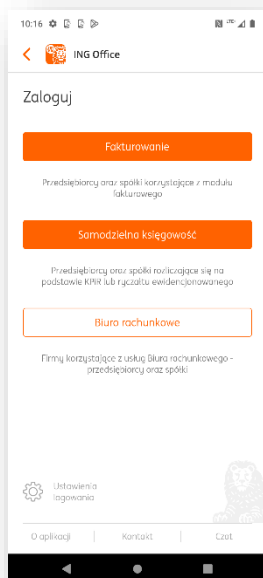 10:16
LTE
ING Office
Zaloguj
Fakturowanie
Przedsiębiorcy oraz spółki korzystające z modułu
fakturowego
Samodzielna księgowość
Przedsiębiorcy oraz spółki rozliczające się na
podstawie KPiR lub ryczałtu ewidencjonowanego
Biuro rachunkowe
Firmy korzystające z usług Biura rachunkowego -
przedsiębiorcy oraz spółki
Ustawienia
logowania
O aplikacji
Kontakt
Czat